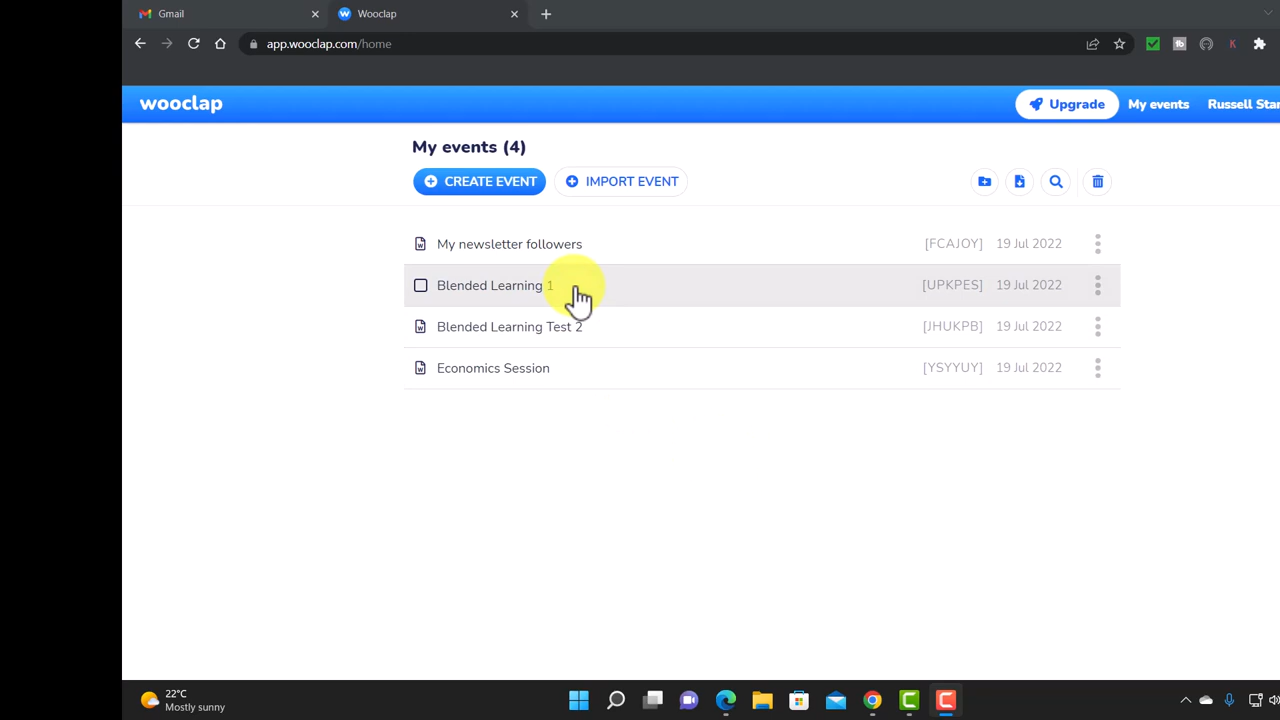 Gmail
Wooclap
app.wooclap.com/home
wooclap
Upgrade
My events
Russell Star
My events (4)
CREATE EVENT
IMPORT EVENT
My newsletter followers [FCAJOY] 19 Jul 2022
Blended Learning 1 [UPKPES] 19 Jul 2022
Blended Learning Test 2 [JHUKPB] 19 Jul 2022
Economics Session [YSYYUY] 19 Jul 2022
22°C
Mostly sunny